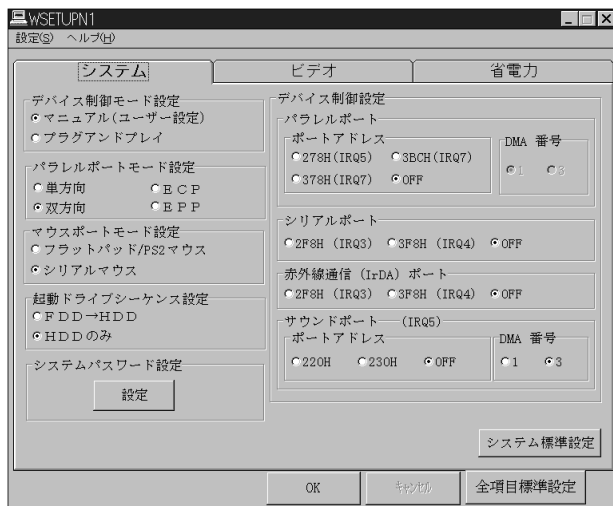 WSETUPN1
設定(S) ヘルプ(H)
システム ビデオ 省電力
デバイス制御モード設定
マニュアル(ユーザー設定)
プラグアンドプレイ
パラレルポートモード設定
単方向 ECP
双方向 EPP
マウスポートモード設定
フラットパッド/PS2マウス
シリアルマウス
起動ドライブシーケンス設定
FDD→HDD
HDDのみ
システムパスワード設定
設定
デバイス制御設定
パラレルポート
ポートアドレス DMA 番号
278H(IRQ5) 3BCH(IRQ7)
378H(IRQ7) OFF
1 3
シリアルポート
2F8H (IRQ3) 3F8H (IRQ4) OFF
赤外線通信 (IrDA) ポート
2F8H (IRQ3) 3F8H (IRQ4) OFF
サウンドポート (IRQ5)
ポートアドレス DMA 番号
220H 230H OFF 1 3
システム標準設定
OK キャンセル 全項目標準設定